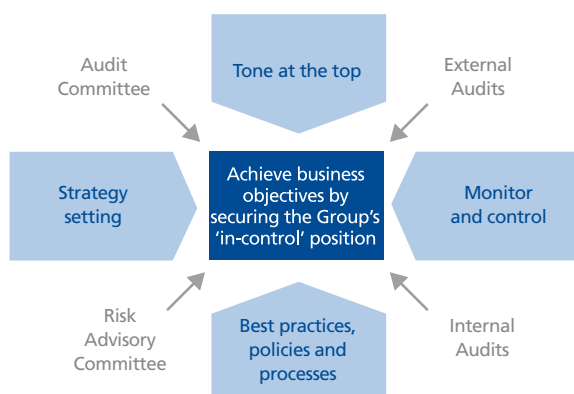 Audit
Committee
Tone at the top
External
Audits
Strategy
setting
Achieve business
objectives by
securing the Group's
'in-control' position
Monitor
and control
Risk
Advisory
Committee
Best practices,
policies and
processes
Internal
Audits